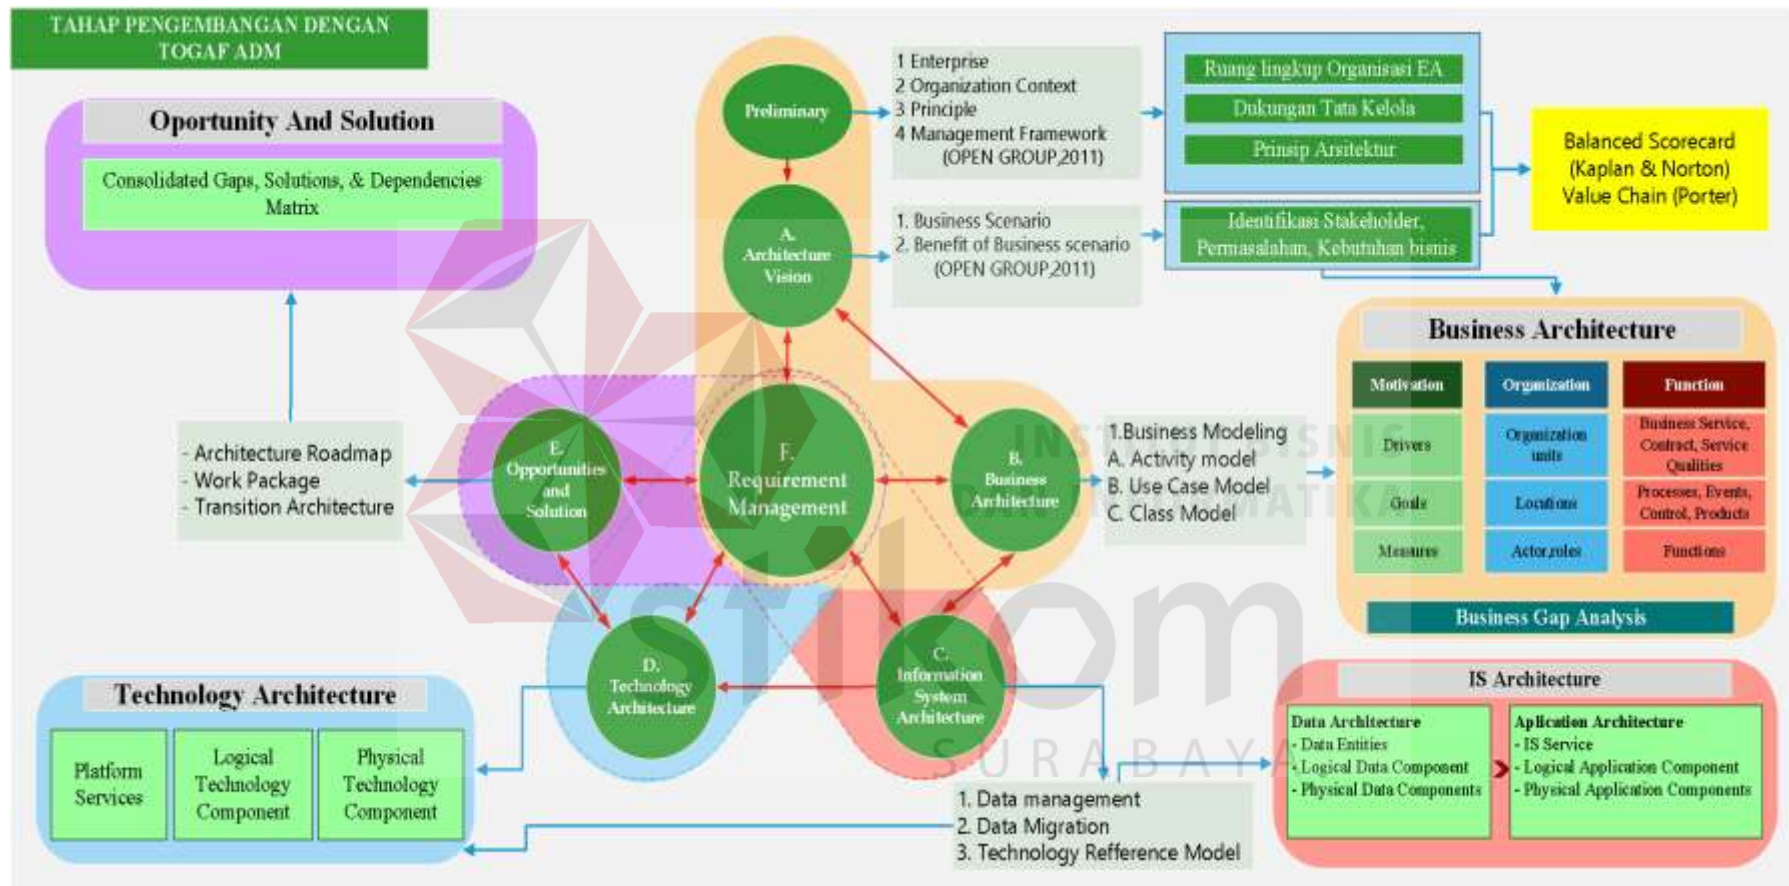 TAHAP PENGEMBANGAN DENGAN
TOGAF ADM
Oportunity And Solution
Consolidated Gaps, Solutions, & Dependencies
Matrix
Preliminary
1 Enterprise
2 Organization Context
3 Principle
4 Management Framework
(OPEN GROUP,2011)
Ruang lingkup Organisasi EA
Dukungan Tata Kelola
Prinsip Arsitektur
Balanced Scorecard
(Kaplan & Norton)
Value Chain (Porter)
A.
Architecture
Vision
1. Business Scenario
2. Benefit of Business scenario
(OPEN GROUP,2011)
Identifikasi Stakeholder,
Permasalahan, Kebutuhan bisnis
Business Architecture
Motivation
Organization
Function
Drivers
Organization
units
Business Service,
Contract, Service
Qualities
Goals
Locations
Processes, Events,
Control, Products
Measures
Actor,roles
Functions
Business Gap Analysis
- Architecture Roadmap
- Work Package
- Transition Architecture
E.
Opportunities
and
Solution
F.
Requirement
Management
B.
Business
Architecture
1.Business Modeling
A. Activity model
B. Use Case Model
C. Class Model
D.
Technology
Architecture
C.
Information
System
Architecture
Technology Architecture
Platform
Services
Logical
Technology
Component
Physical
Technology
Component
1. Data management
2. Data Migration
3. Technology Refference Model
IS Architecture
Data Architecture
- Data Entities
- Logical Data Component
- Physical Data Components
Aplication Architecture
- IS Service
- Logical Application Component
- Physical Application Components
stikom
SURABAYA